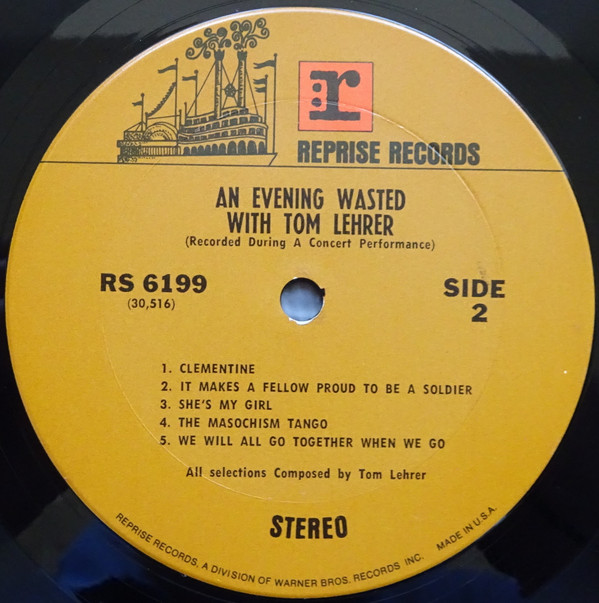 r:
REPRISE RECORDS
AN EVENING WASTED
WITH TOM LEHRER
(Recorded During A Concert Performance)
RS 6199
(30,516)
SIDE
2
1. CLEMENTINE
2. IT MAKES A FELLOW PROUD TO BE A SOLDIER
3. SHE'S MY GIRL
4. THE MASOCHISM TANGO
5. WE WILL ALL GO TOGETHER WHEN WE GO
All selections Composed by Tom Lehrer
STEREO
REPRISE RECORDS, A DIVISION OF WARNER BROS. RECORDS INC. MADE IN U.S.A.